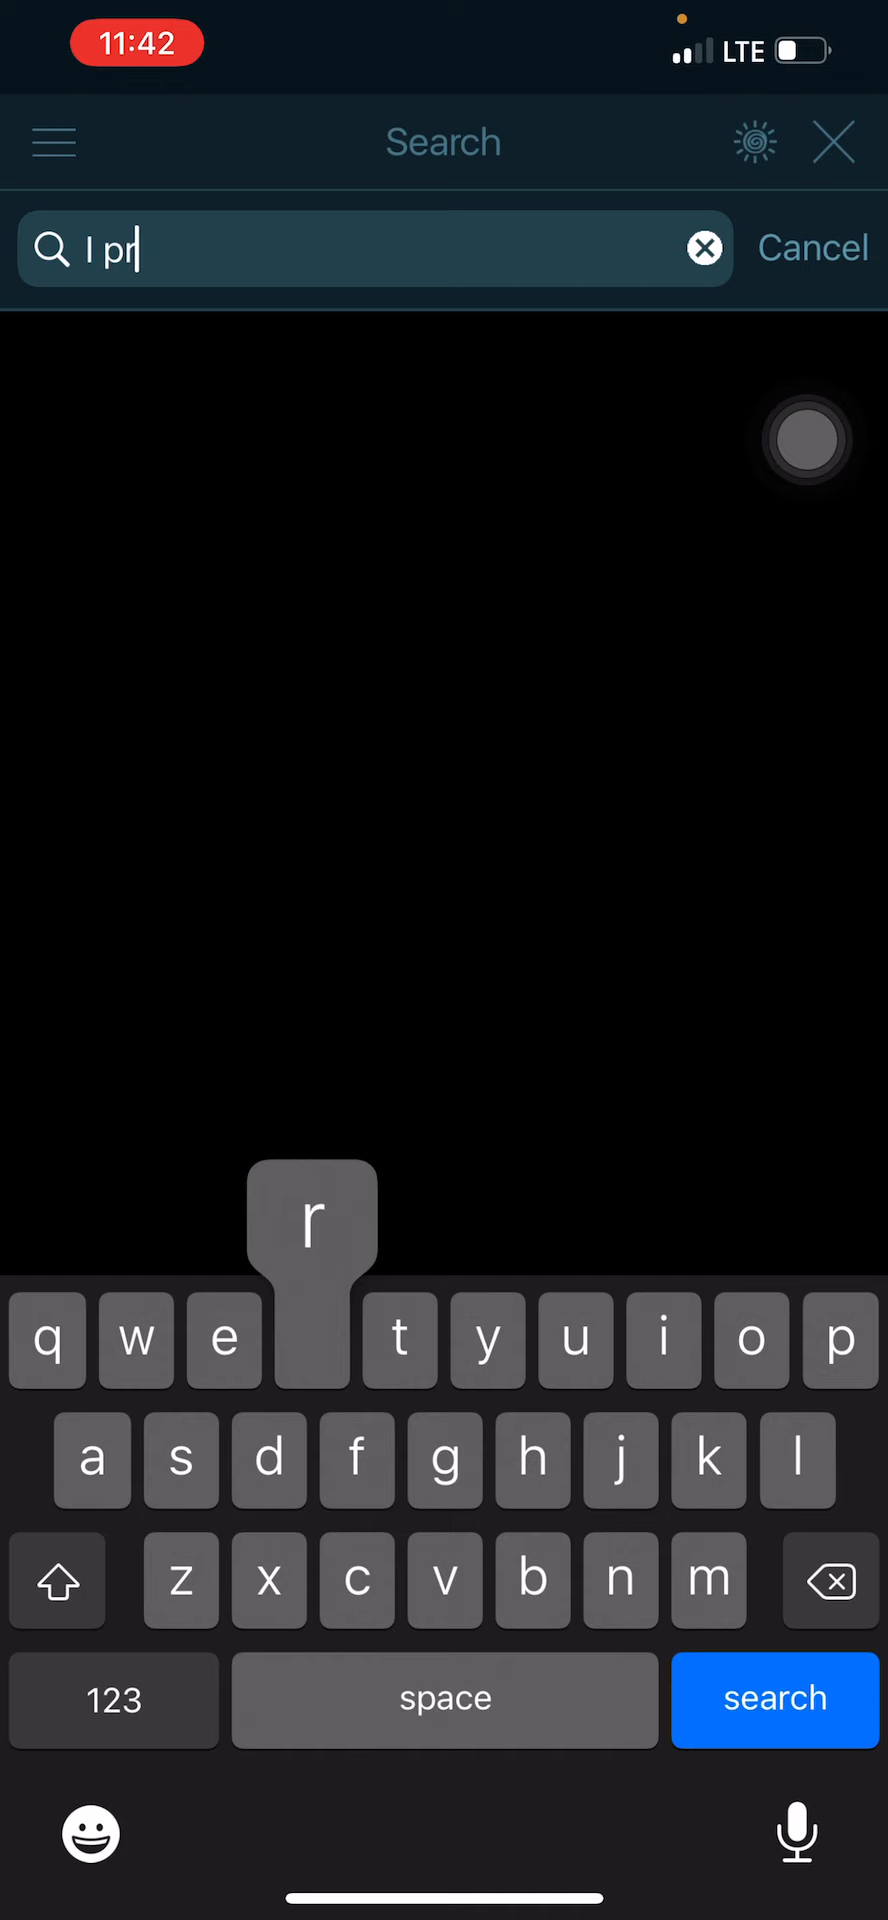 11:42
LTE
Search
I pr
Cancel
r
q w e t y u i o p
a s d f g h j k l
z x c v b n m
123 space search